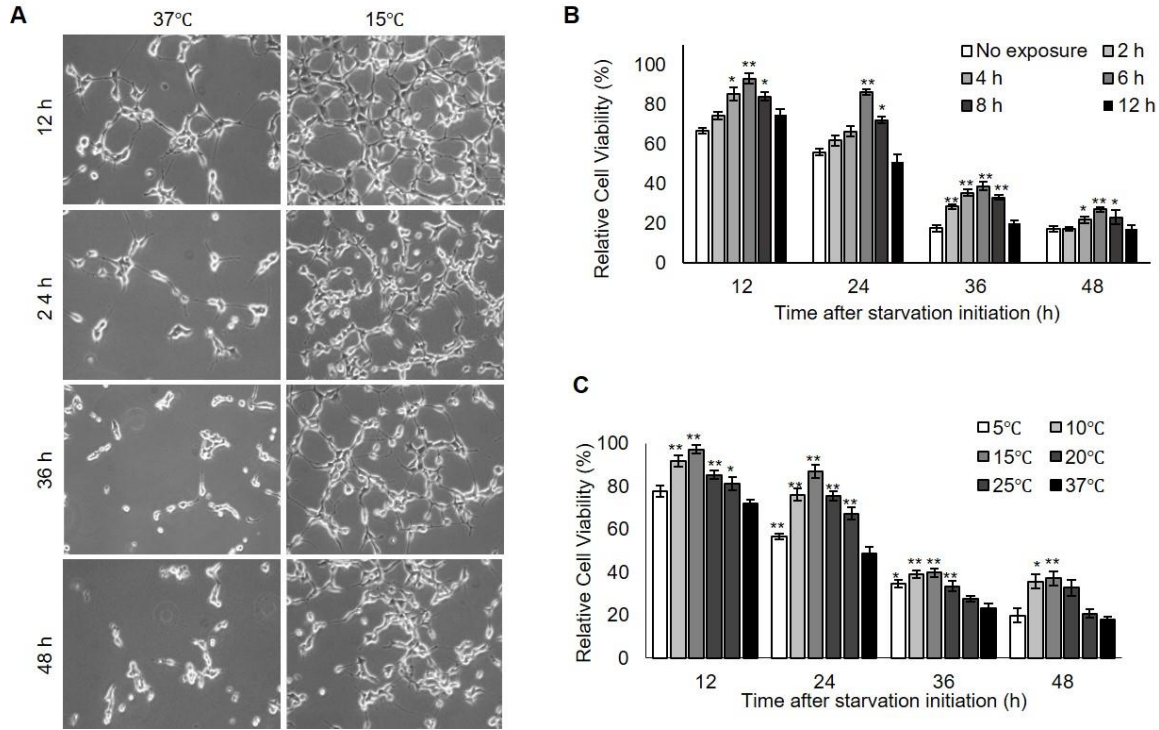 A
37℃ 15℃
12 h
24 h
36 h
48 h
B
Relative Cell Viability (%)
100
80
60
40
20
0
No exposure 2 h
4 h 6 h
8 h 12 h
* ** *
** *
** ** ** **
* ** *
12 24 36 48
Time after starvation initiation (h)
C
Relative Cell Viability (%)
100
80
60
40
20
0
5℃ 10℃
15℃ 20℃
25℃ 37℃
** ** ** *
** ** ** ** **
* ** ** **
* **
12 24 36 48
Time after starvation initiation (h)